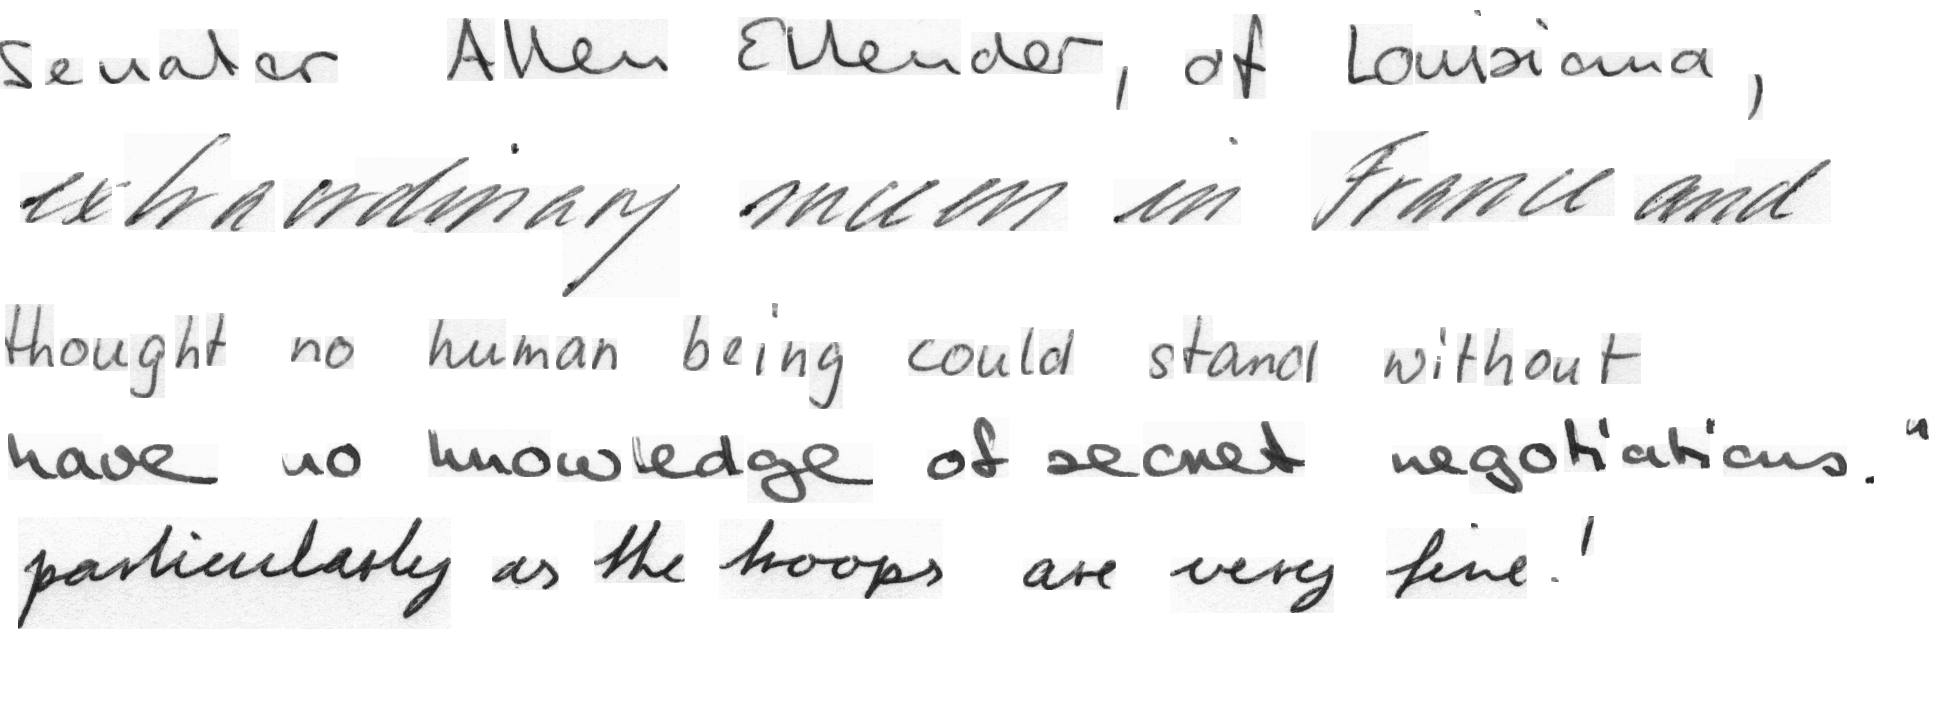 Senator Allen Ellender, of Louisiana,
extraordinary mien in France and
thought no human being could stand without
have no knowledge of secret negotiations."
particularly as the troops are very fine.'